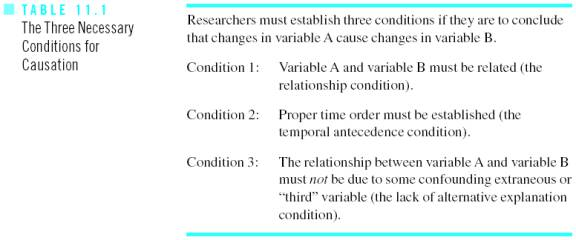 TABLE 11.1
The Three Necessary
Conditions for
Causation
Researchers must establish three conditions if they are to conclude
that changes in variable A cause changes in variable B.
Condition 1: Variable A and variable B must be related (the
relationship condition).
Condition 2: Proper time order must be established (the
temporal antecedence condition).
Condition 3: The relationship between variable A and variable B
must not be due to some confounding extraneous or
“third” variable (the lack of alternative explanation
condition).